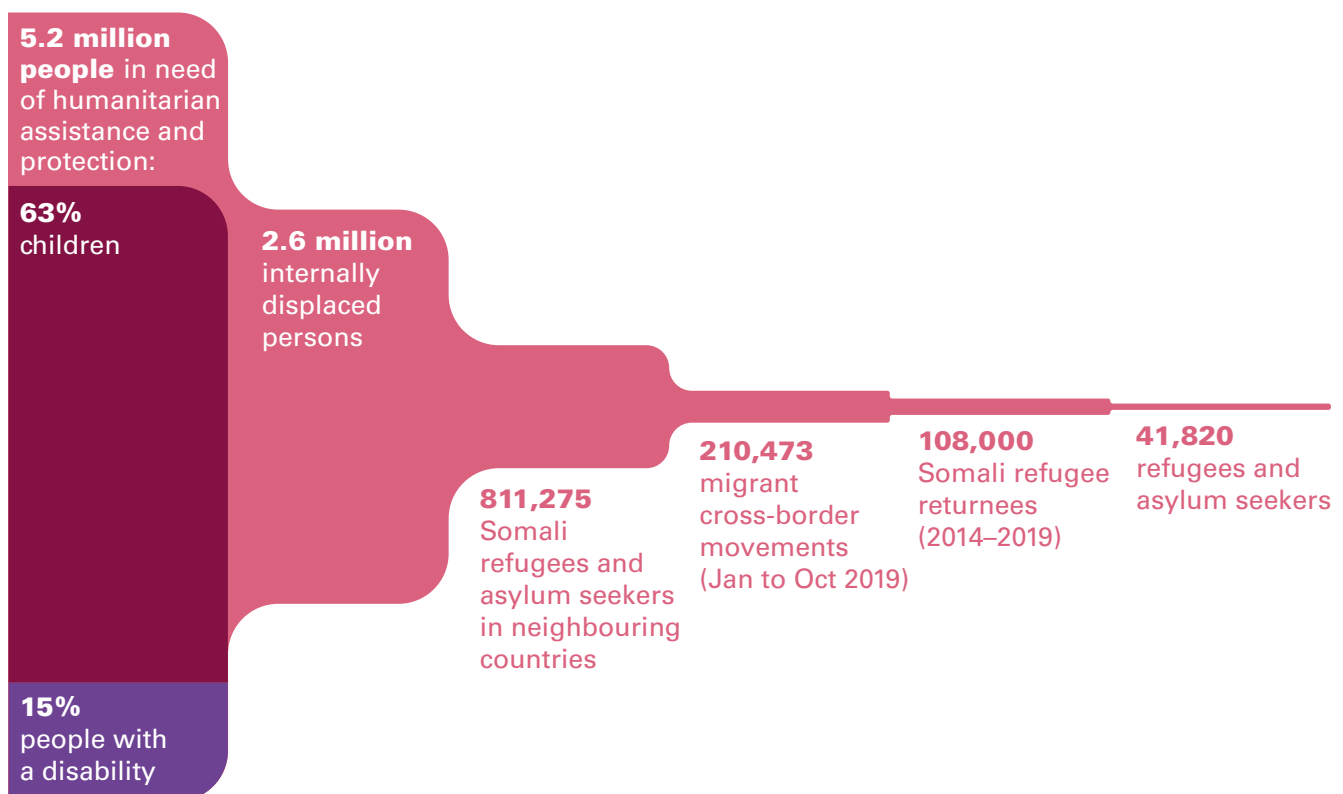 5.2 million
people in need
of humanitarian
assistance and
protection:
63%
children
15%
people with
a disability
2.6 million
internally
displaced
persons
811,275
Somali
refugees and
asylum seekers
in neighbouring
countries
210,473
migrant
cross-border
movements
(Jan to Oct 2019)
108,000
Somali refugee
returnees
(2014–2019)
41,820
refugees and
asylum seekers